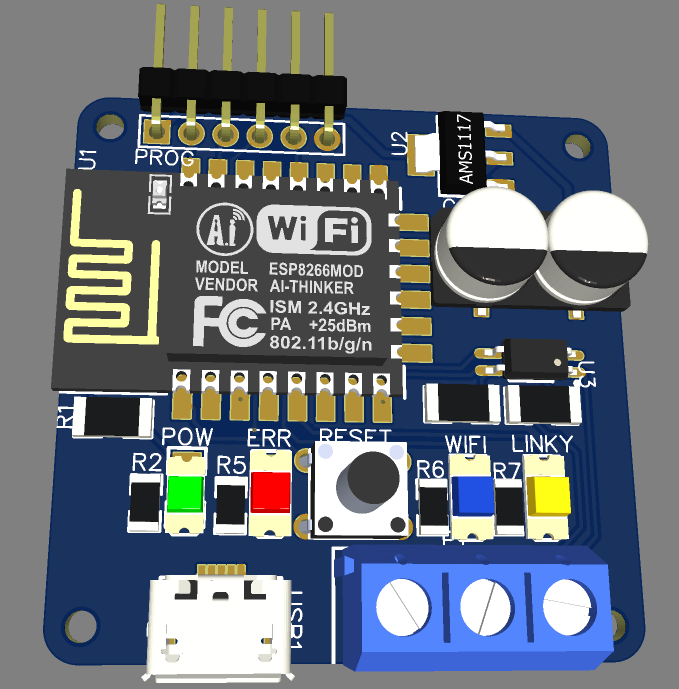 PROG
U1
U2
AMS1117
Ai
WiFi
MODEL ESP8266MOD
VENDOR AI-THINKER
FC
ISM 2.4GHz
PA +25dBm
802.11b/g/n
U3
R1
POW
ERR
RESET
WIFI
LINKY
R2
R5
R6
R7
USB1